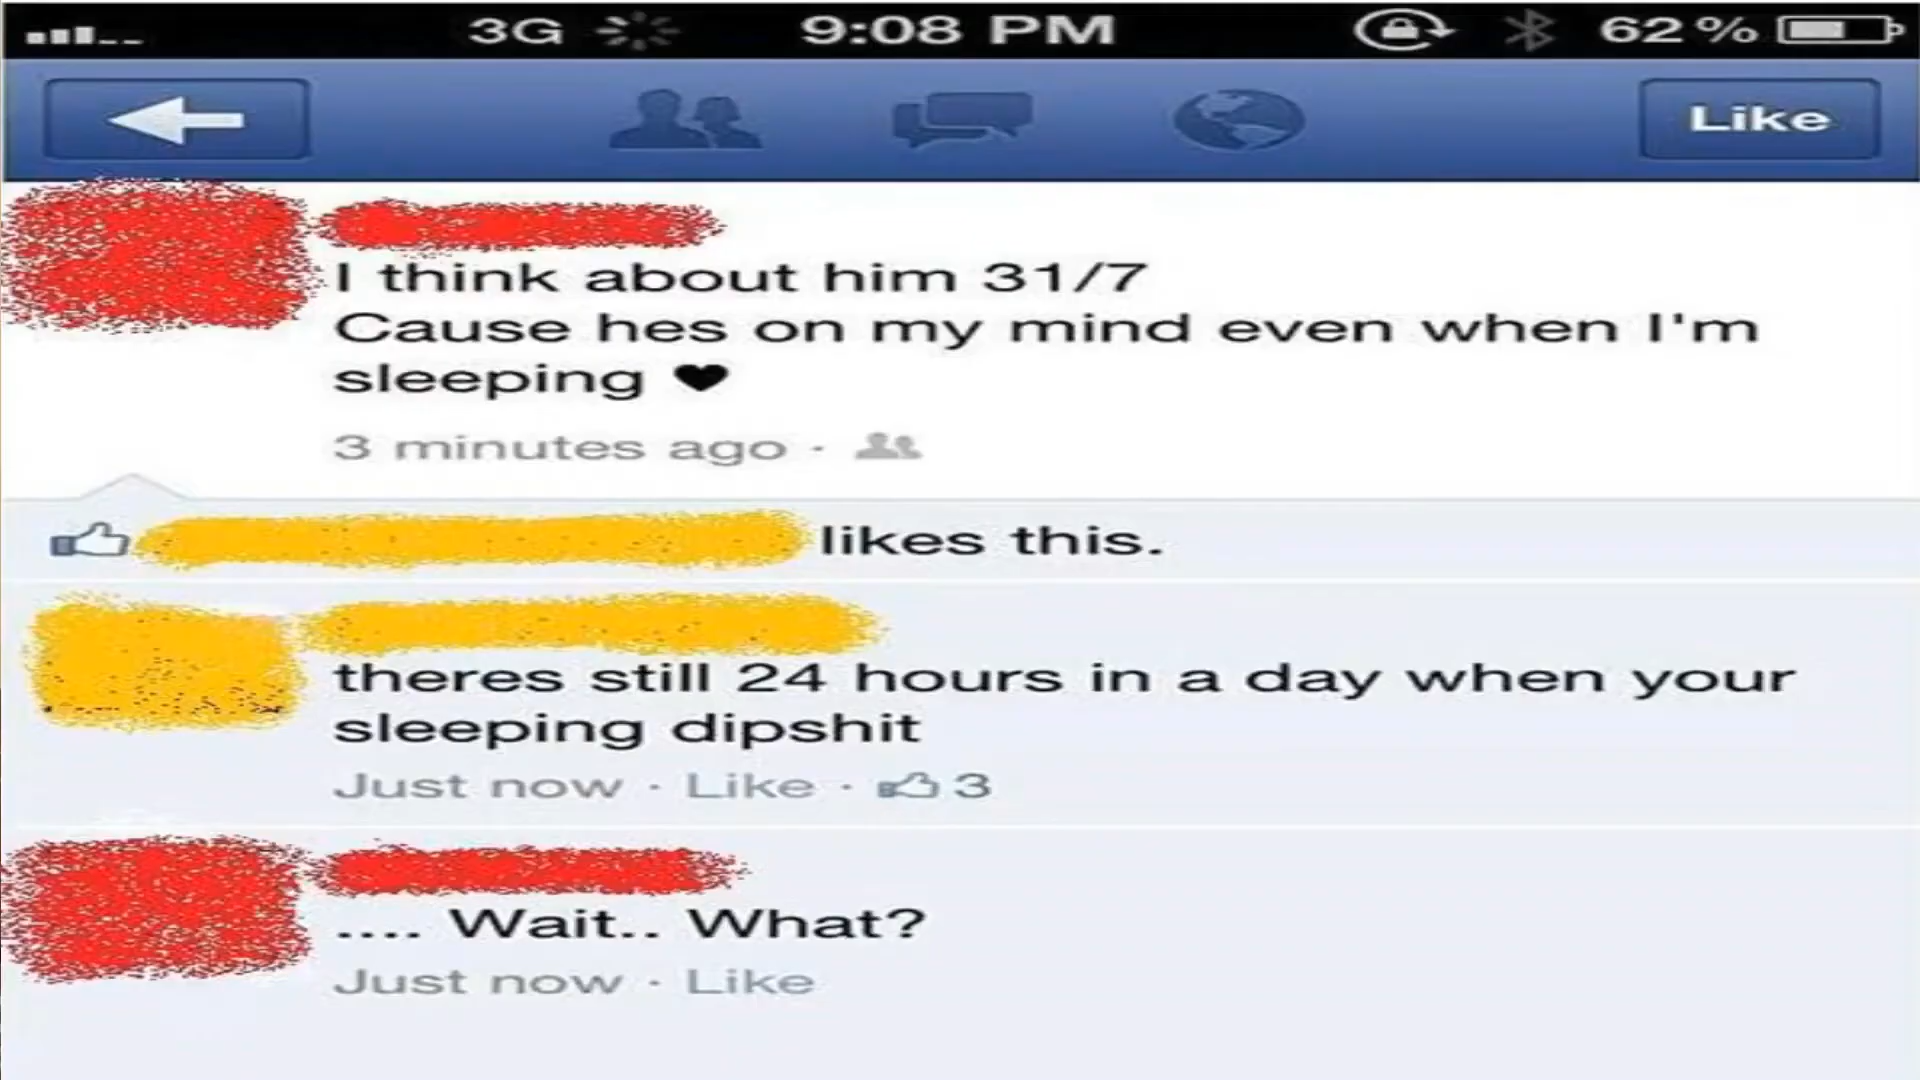 3G 9:08 PM 62%
Like
I think about him 31/7
Cause hes on my mind even when I'm
sleeping ♥
3 minutes ago ·
likes this.
theres still 24 hours in a day when your
sleeping dipshit
Just now · Like · 3
.... Wait.. What?
Just now · Like